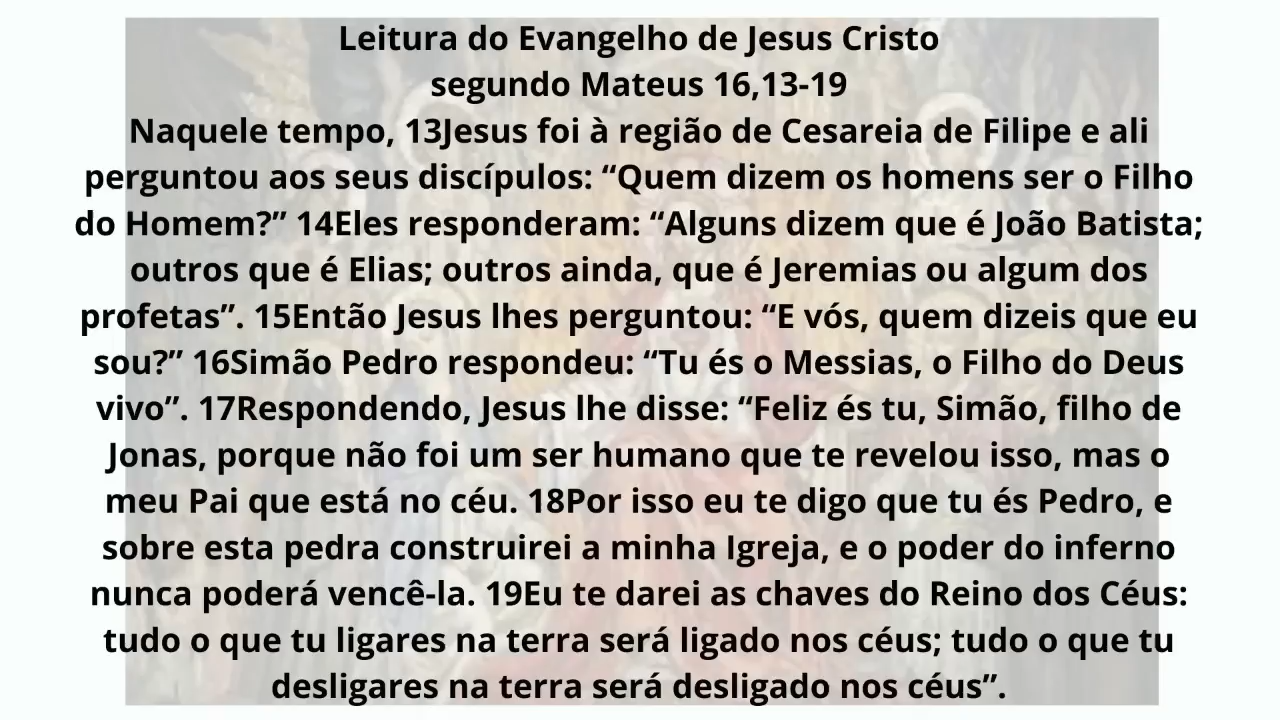 Leitura do Evangelho de Jesus Cristo
segundo Mateus 16,13-19
Naquele tempo, 13Jesus foi à região de Cesareia de Filipe e ali
perguntou aos seus discípulos: “Quem dizem os homens ser o Filho
do Homem?” 14Eles responderam: “Alguns dizem que é João Batista;
outros que é Elias; outros ainda, que é Jeremias ou algum dos
profetas”. 15Então Jesus lhes perguntou: “E vós, quem dizeis que eu
sou?” 16Simão Pedro respondeu: “Tu és o Messias, o Filho do Deus
vivo”. 17Respondendo, Jesus lhe disse: “Feliz és tu, Simão, filho de
Jonas, porque não foi um ser humano que te revelou isso, mas o
meu Pai que está no céu. 18Por isso eu te digo que tu és Pedro, e
sobre esta pedra construirei a minha Igreja, e o poder do inferno
nunca poderá vencê-la. 19Eu te darei as chaves do Reino dos Céus:
tudo o que tu ligares na terra será ligado nos céus; tudo o que tu
desligares na terra será desligado nos céus”.